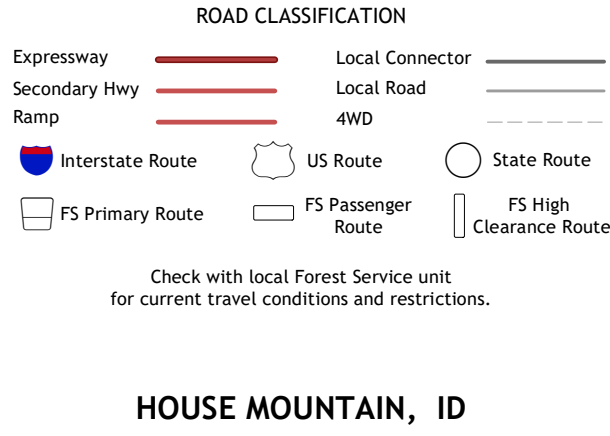 ROAD CLASSIFICATION
Expressway
Local Connector
Secondary Hwy
Local Road
Ramp
4WD
Interstate Route
US Route
State Route
FS Primary Route
FS Passenger
Route
FS High
Clearance Route
Check with local Forest Service unit
for current travel conditions and restrictions.
HOUSE MOUNTAIN, ID